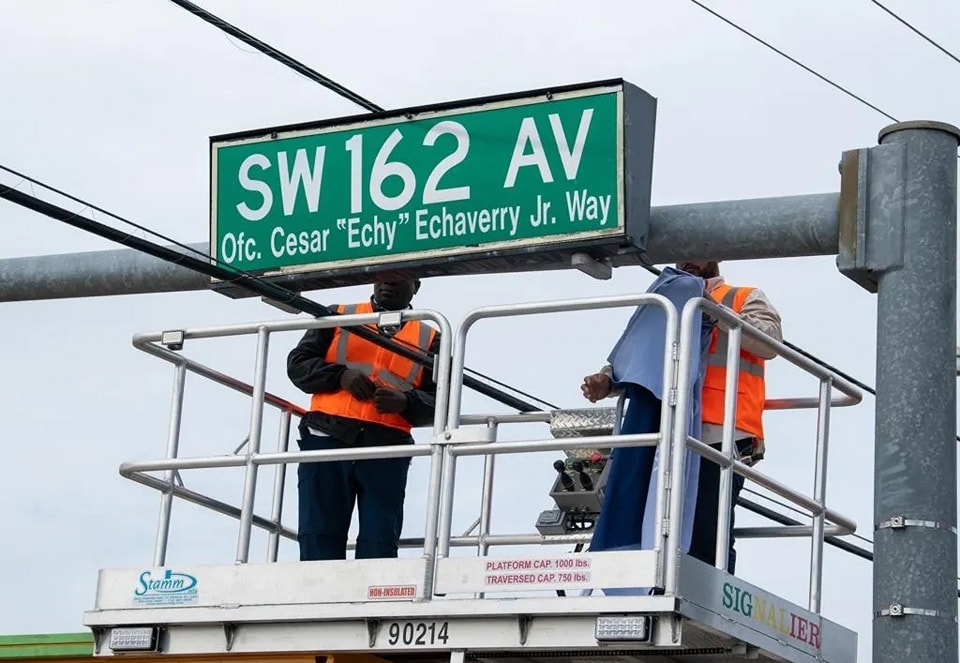 SW 162 AV
Ofc. Cesar "Echy" Echaverry Jr. Way
Stamm
NON-INSULATED
PLATFORM CAP. 1000 lbs.
TRAVERSED CAP. 750 lbs.
90214
SIGNALIER